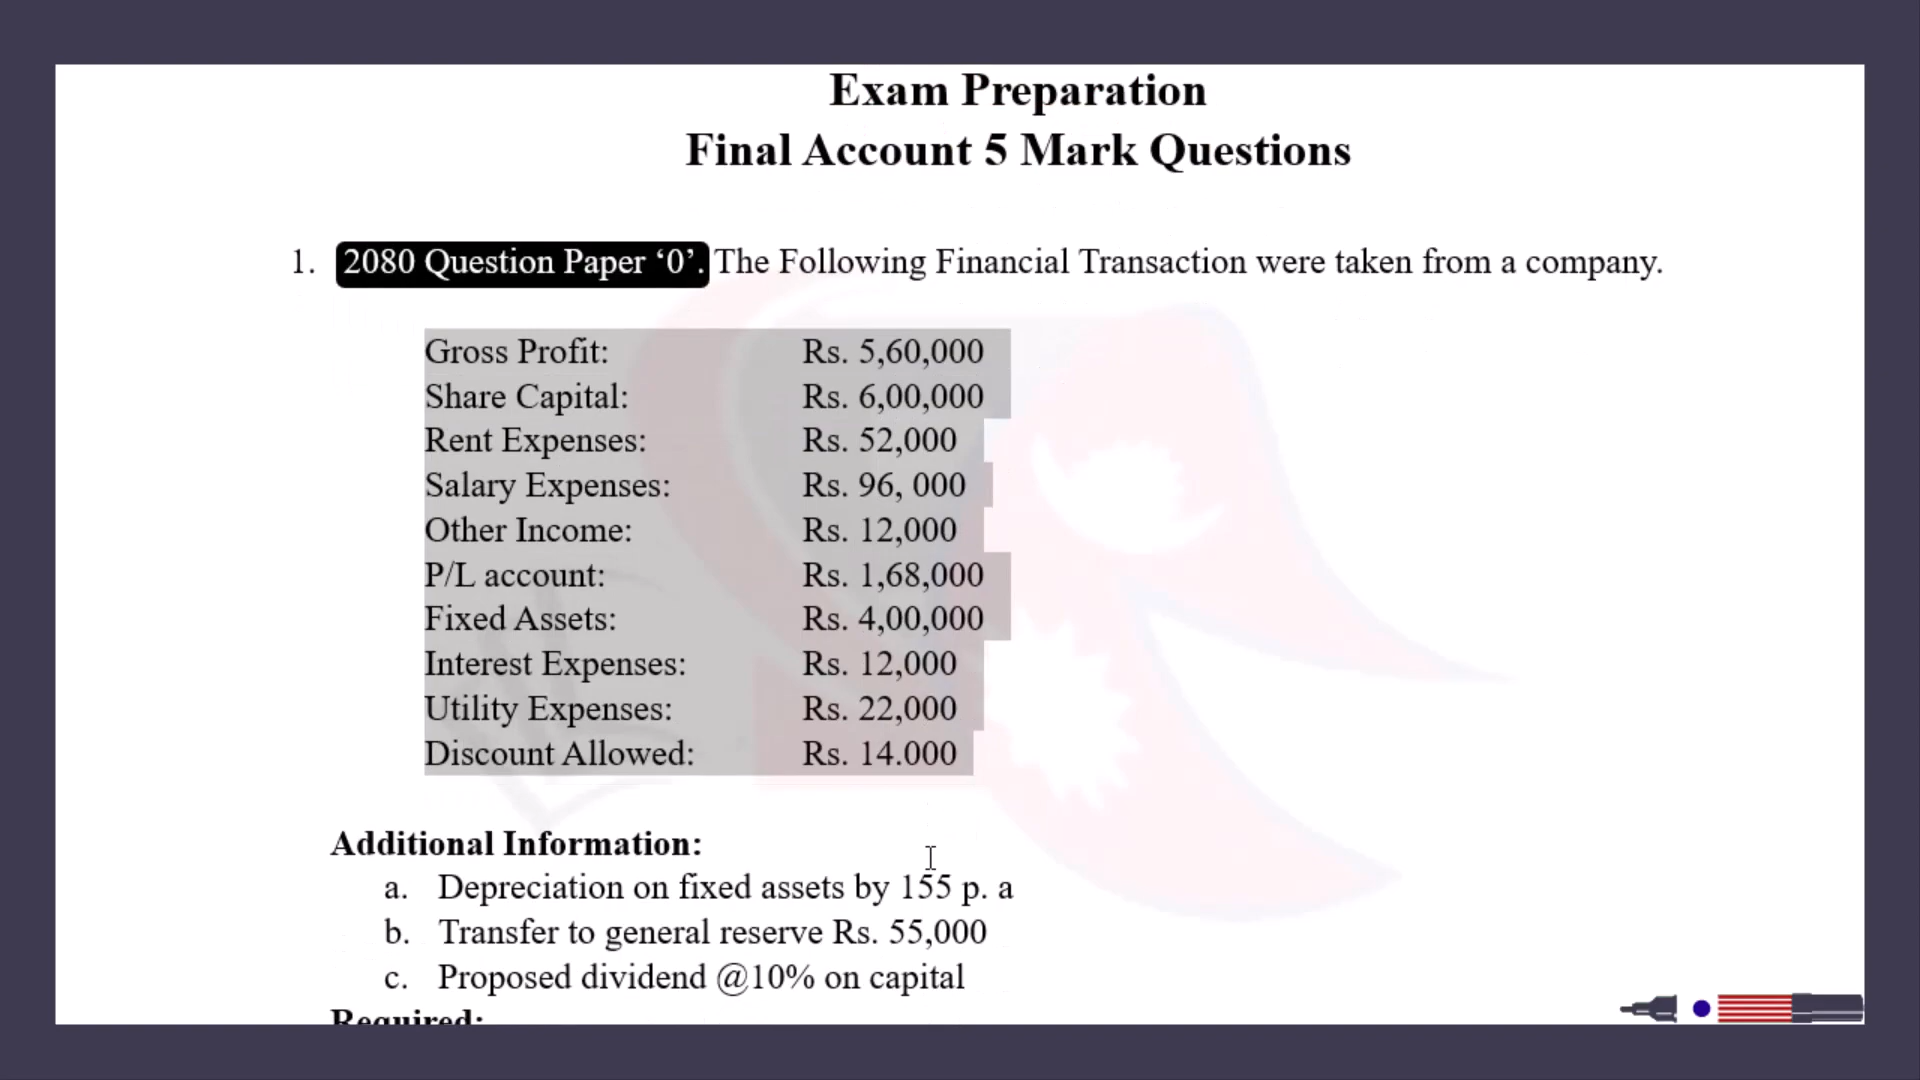 Exam Preparation
Final Account 5 Mark Questions
1. 2080 Question Paper ‘0’. The Following Financial Transaction were taken from a company.
Gross Profit: Rs. 5,60,000
Share Capital: Rs. 6,00,000
Rent Expenses: Rs. 52,000
Salary Expenses: Rs. 96, 000
Other Income: Rs. 12,000
P/L account: Rs. 1,68,000
Fixed Assets: Rs. 4,00,000
Interest Expenses: Rs. 12,000
Utility Expenses: Rs. 22,000
Discount Allowed: Rs. 14.000
Additional Information:
a. Depreciation on fixed assets by 155 p. a
b. Transfer to general reserve Rs. 55,000
c. Proposed dividend @10% on capital
Required: